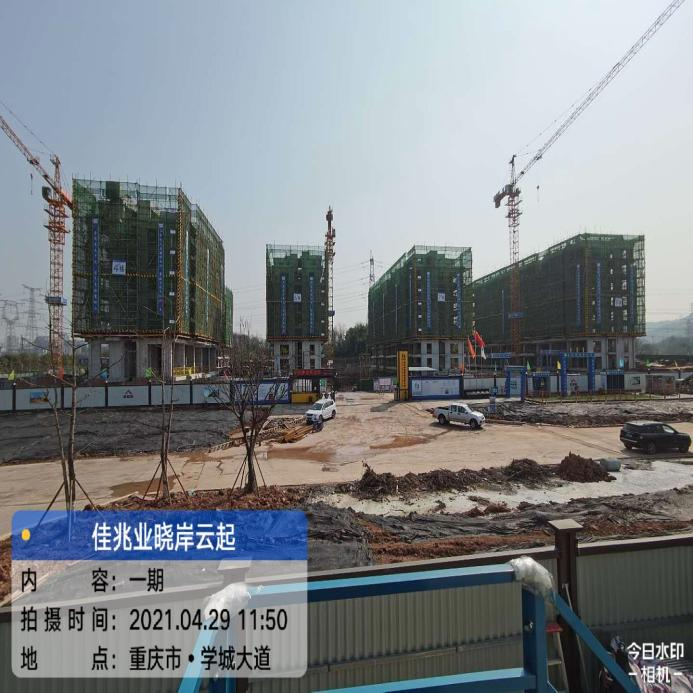 佳兆业晓岸云起
内 容：一期
拍摄时间：2021.04.29 11:50
地 点：重庆市•学城大道
今日水印
相机